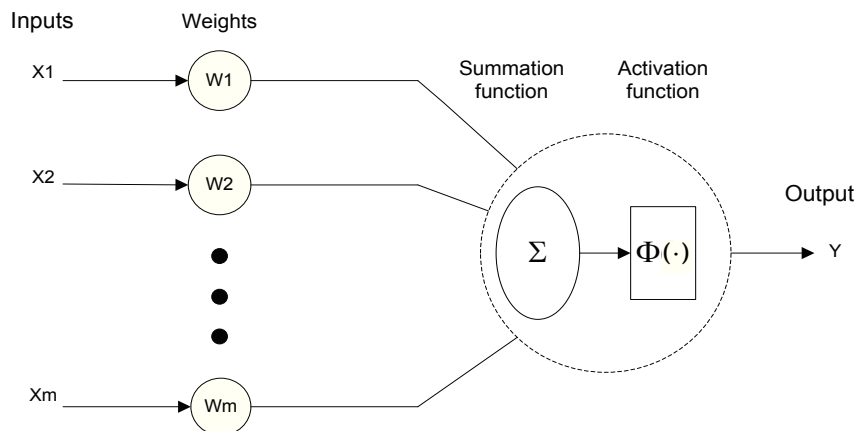 Inputs
Weights
X1
W1
Summation
function
Activation
function
X2
W2
Output
Σ
Φ(·)
Y
Xm
Wm